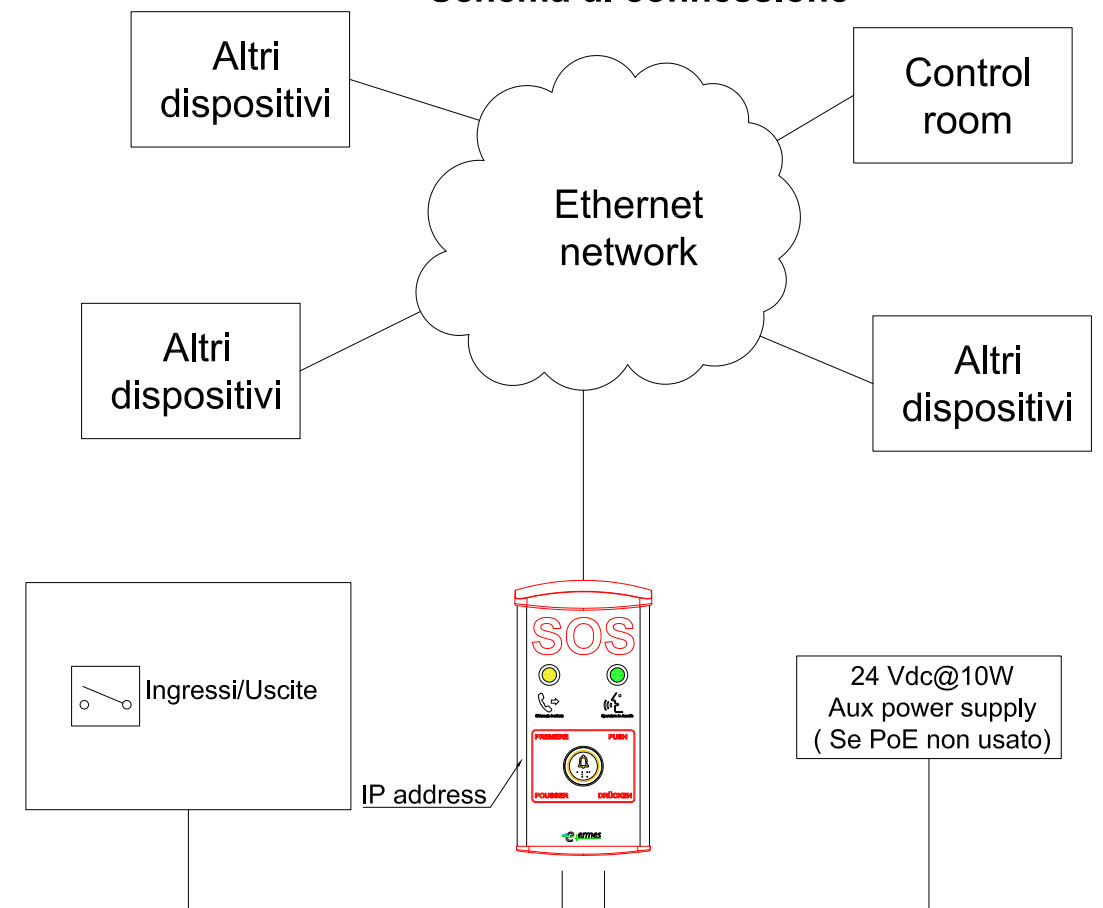 Altri
dispositivi
Control
room
Ethernet
network
Altri
dispositivi
Altri
dispositivi
SOS
Ingressi/Uscite
24 Vdc@10W
Aux power supply
( Se PoE non usato)
PREMERE PUSH
POUSSER DRÜCKEN
IP address
ermes